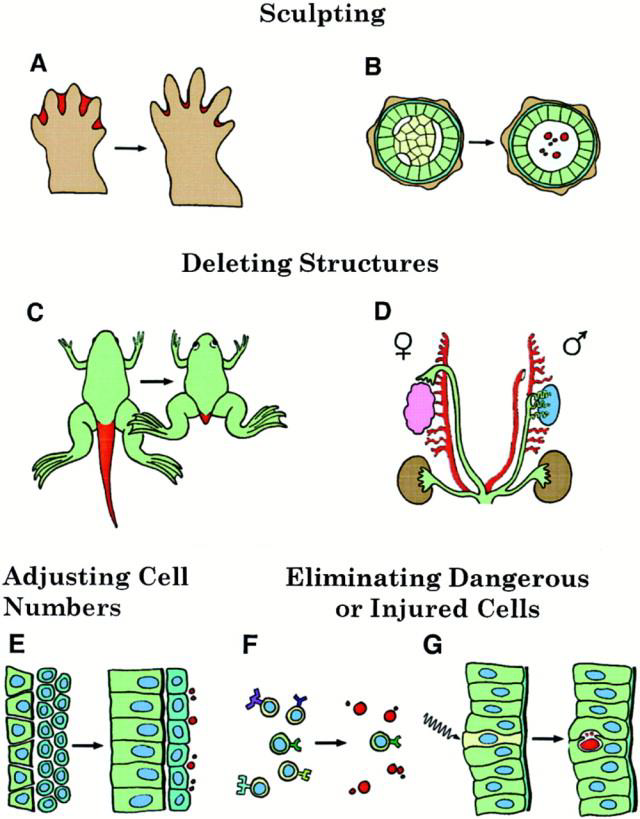 Sculpting
A
B
Deleting Structures
C
D
♀
♂
Adjusting Cell
Numbers
Eliminating Dangerous
or Injured Cells
E
F
G